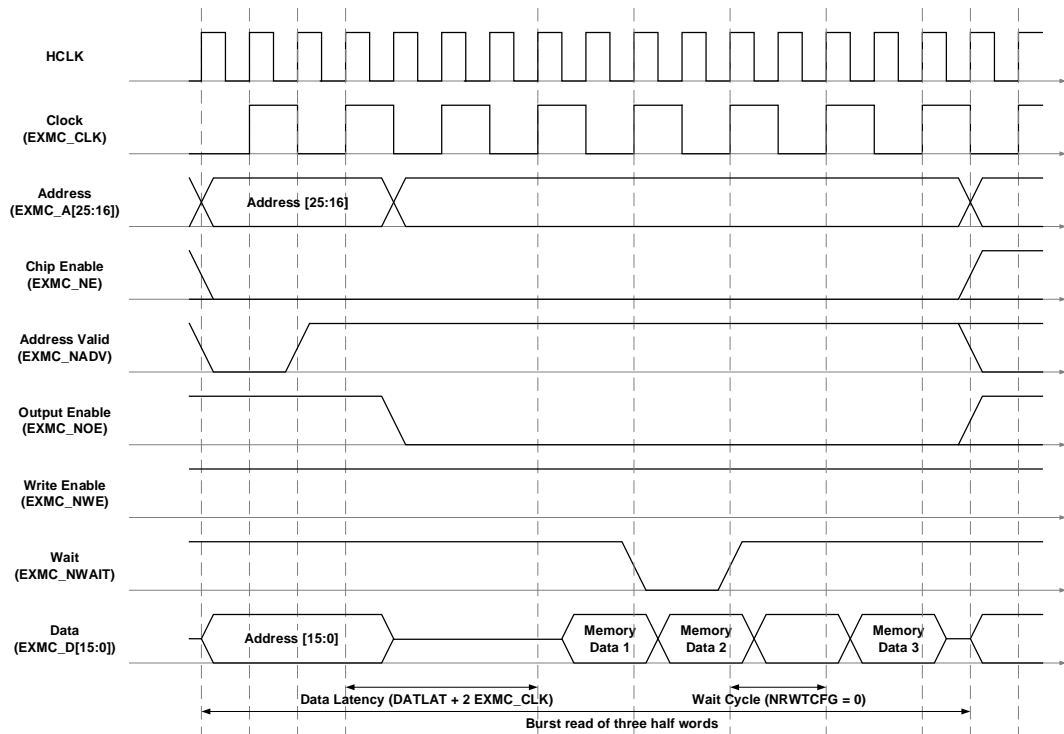 HCLK
Clock
(EXMC_CLK)
Address
(EXMC_A[25:16])
Address [25:16]
Chip Enable
(EXMC_NE)
Address Valid
(EXMC_NADV)
Output Enable
(EXMC_NOE)
Write Enable
(EXMC_NWE)
Wait
(EXMC_NWAIT)
Data
(EXMC_D[15:0])
Address [15:0]
Memory
Data 1
Memory
Data 2
Memory
Data 3
Data Latency (DATLAT + 2 EXMC_CLK)
Wait Cycle (NRWTCFG = 0)
Burst read of three half words